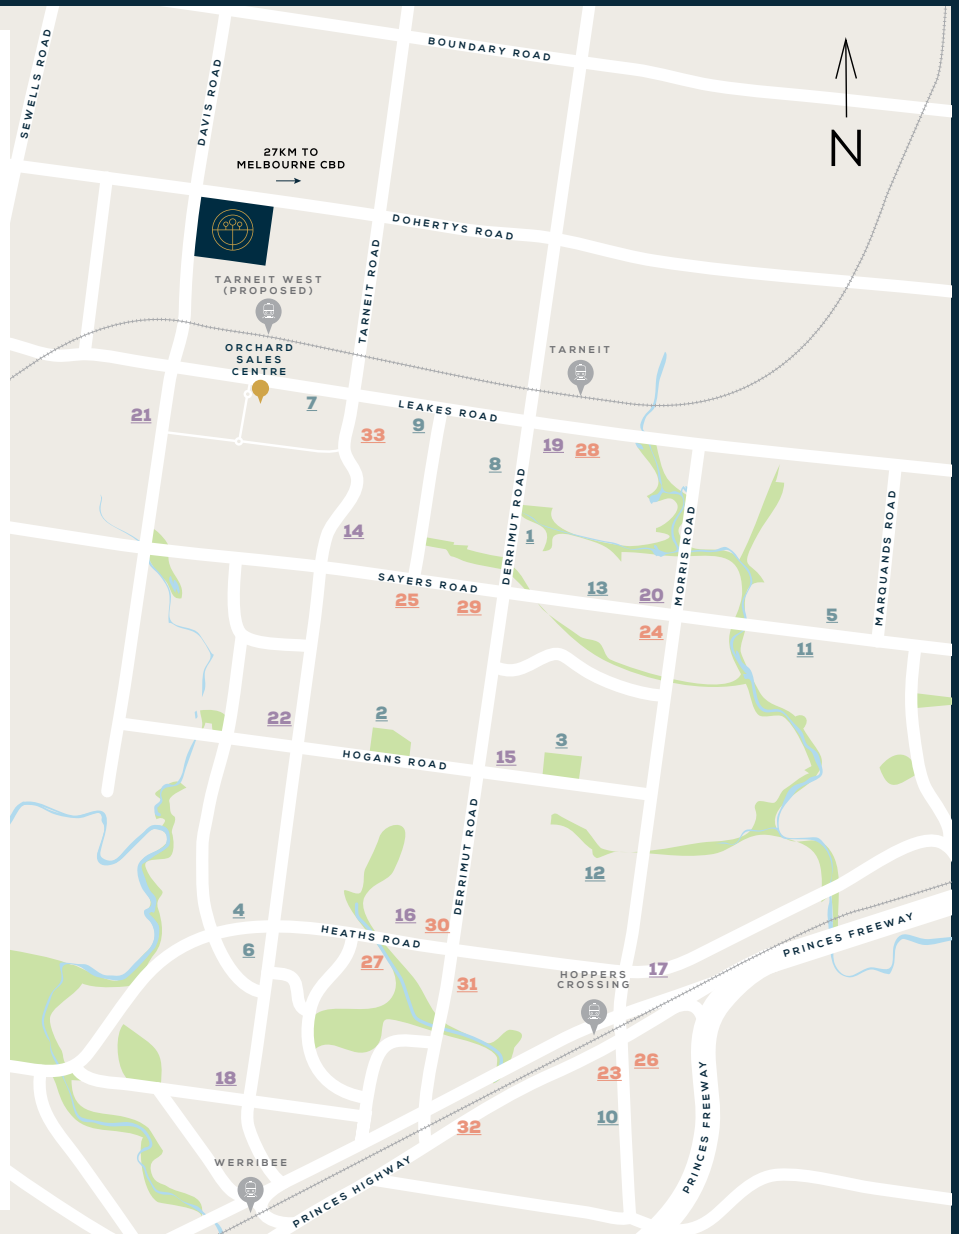 BOUNDARY ROAD
SEWELLS ROAD
DAVIS ROAD
N
27KM TO
MELBOURNE CBD
DOHERTYS ROAD
TARNEIT ROAD
TARNEIT WEST
(PROPOSED)
ORCHARD
SALES
CENTRE
TARNEIT
7
21
LEAKES ROAD
9
33
19
28
8
DERRIMUT ROAD
MORRIS ROAD
MARQUANDS ROAD
14
1
SAYERS ROAD
25
29
13
20
24
5
11
22
2
HOGANS ROAD
15
3
DERRIMUT ROAD
12
4
16
30
HEATHS ROAD
6
27
31
17
PRINCES FREEWAY
HOPPERS
CROSSING
26
23
18
10
32
PRINCES FREEWAY
WERRIBEE
PRINCES HIGHWAY